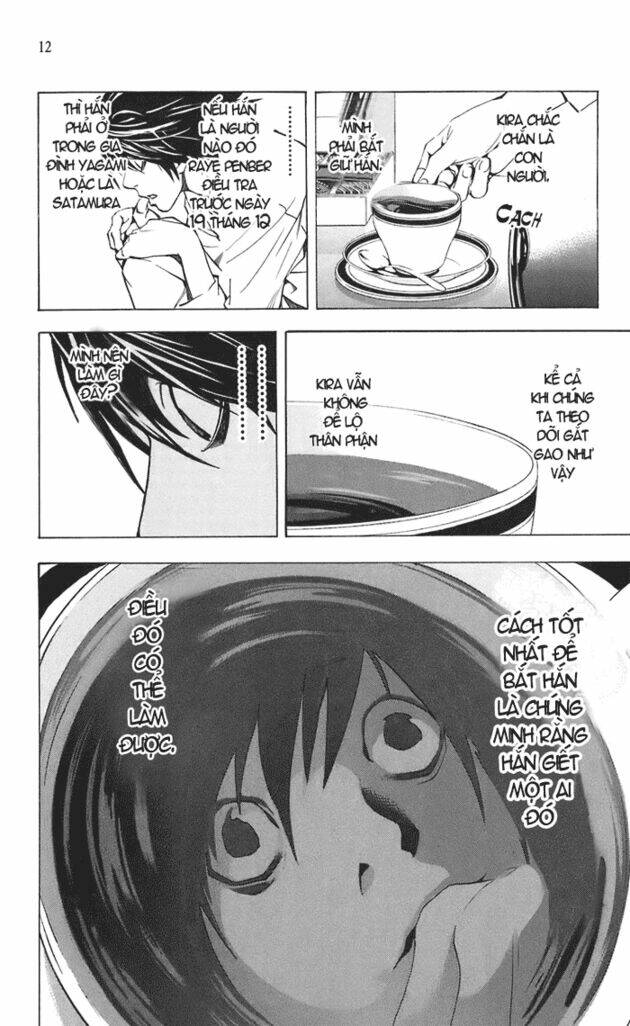 12
KIRA CHẮC
CHẮN LÀ
CON
NGƯỜI.
MÌNH
PHẢI BẮT
GIỮ HẮN.
CẠCH
NẾU HẮN
LÀ NGƯỜI
NÀO ĐÓ
RAYE PENBER
ĐIỀU TRA
TRƯỚC NGÀY
19 THÁNG 12
THÌ HẮN
PHẢI Ở
TRONG GIA
ĐÌNH YAGAMI
HOẶC LÀ
SATAMURA
KỂ CẢ
KHI CHÚNG
TA THEO
DÕI GẮT
GAO NHƯ
VẬY
KIRA VẪN
KHÔNG
ĐỂ LỘ
THÂN PHẬN
MÌNH NÊN
LÀM GÌ
ĐÂY?
CÁCH TỐT
NHẤT ĐỂ
BẮT HẮN
LÀ CHỨNG
MINH RẰNG
HẮN GIẾT
MỘT AI
ĐÓ
ĐIỀU
ĐÓ CÓ
THỂ
LÀM
ĐƯỢC.